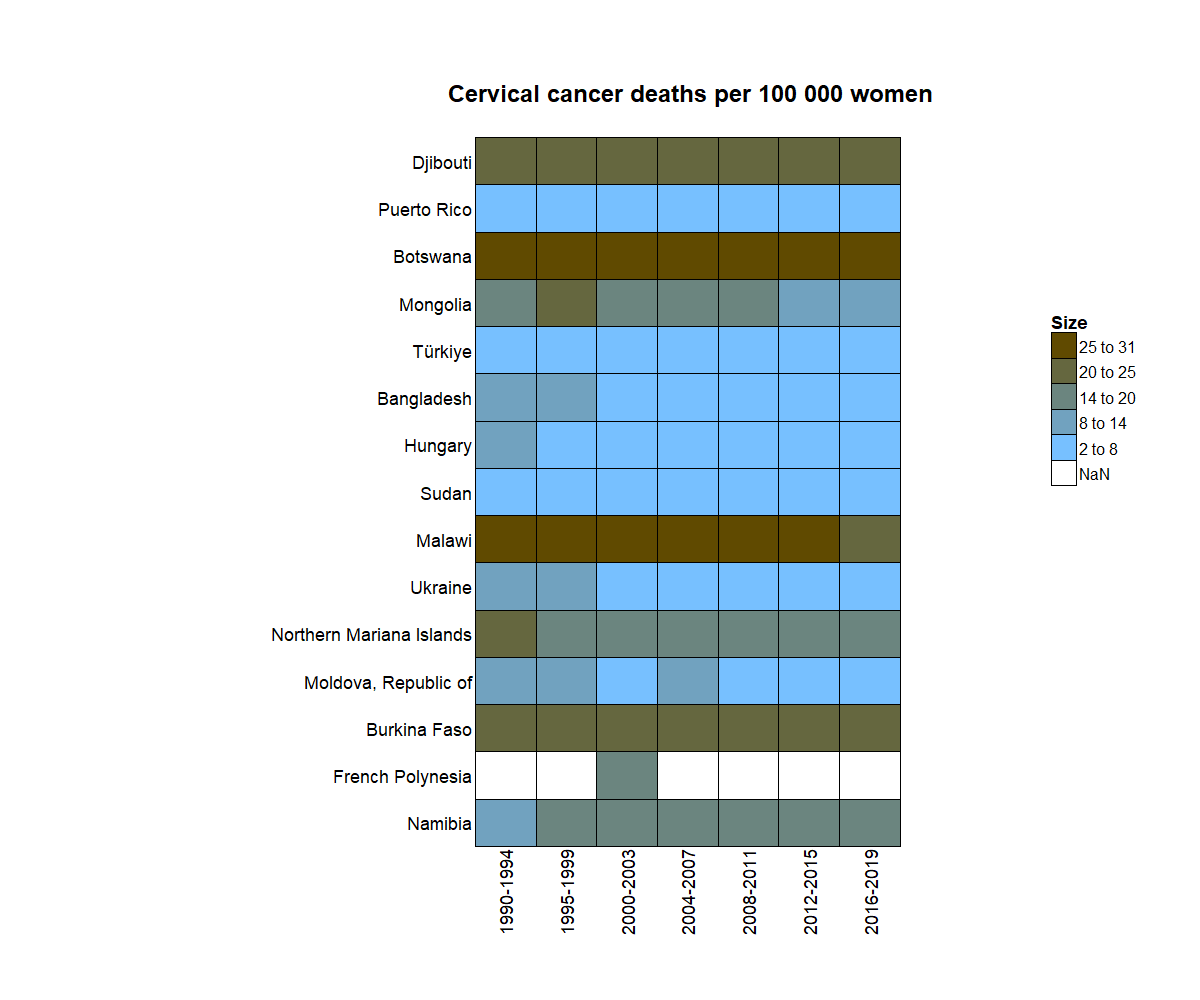 Cervical cancer deaths per 100 000 women
Djibouti
Puerto Rico
Botswana
Mongolia
Türkiye
Bangladesh
Hungary
Sudan
Malawi
Ukraine
Northern Mariana Islands
Moldova, Republic of
Burkina Faso
French Polynesia
Namibia
1990-1994
1995-1999
2000-2003
2004-2007
2008-2011
2012-2015
2016-2019
Size
25 to 31
20 to 25
14 to 20
8 to 14
2 to 8
NaN